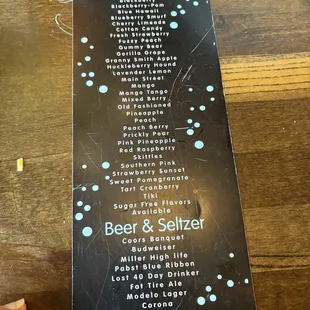 Blackberry
Blackberry-Pom
Blue Hawaii
Blueberry Smurf
Cherry Limeade
Cotton Candy
Fresh Strawberry
Fuzzy Peach
Gummy Bear
Gorilla Grape
Granny Smith Apple
Huckleberry Hound
Lavender Lemon
Main Street
Mango
Mango Tango
Mixed Berry
Old Fashioned
Pineapple
Peach
Peach Berry
Prickly Pear
Pink Pineapple
Red Raspberry
Skittles
Southern Pink
Strawberry Sunset
Sweet Pomegranate
Tart Cranberry
Tiki
Sugar Free Flavors
Available
Beer & Seltzer
Coors Banquet
Budweiser
Miller High life
Pabst Blue Ribbon
Lost 40 Day Drinker
Fat Tire Ale
Modelo Lager
Corona